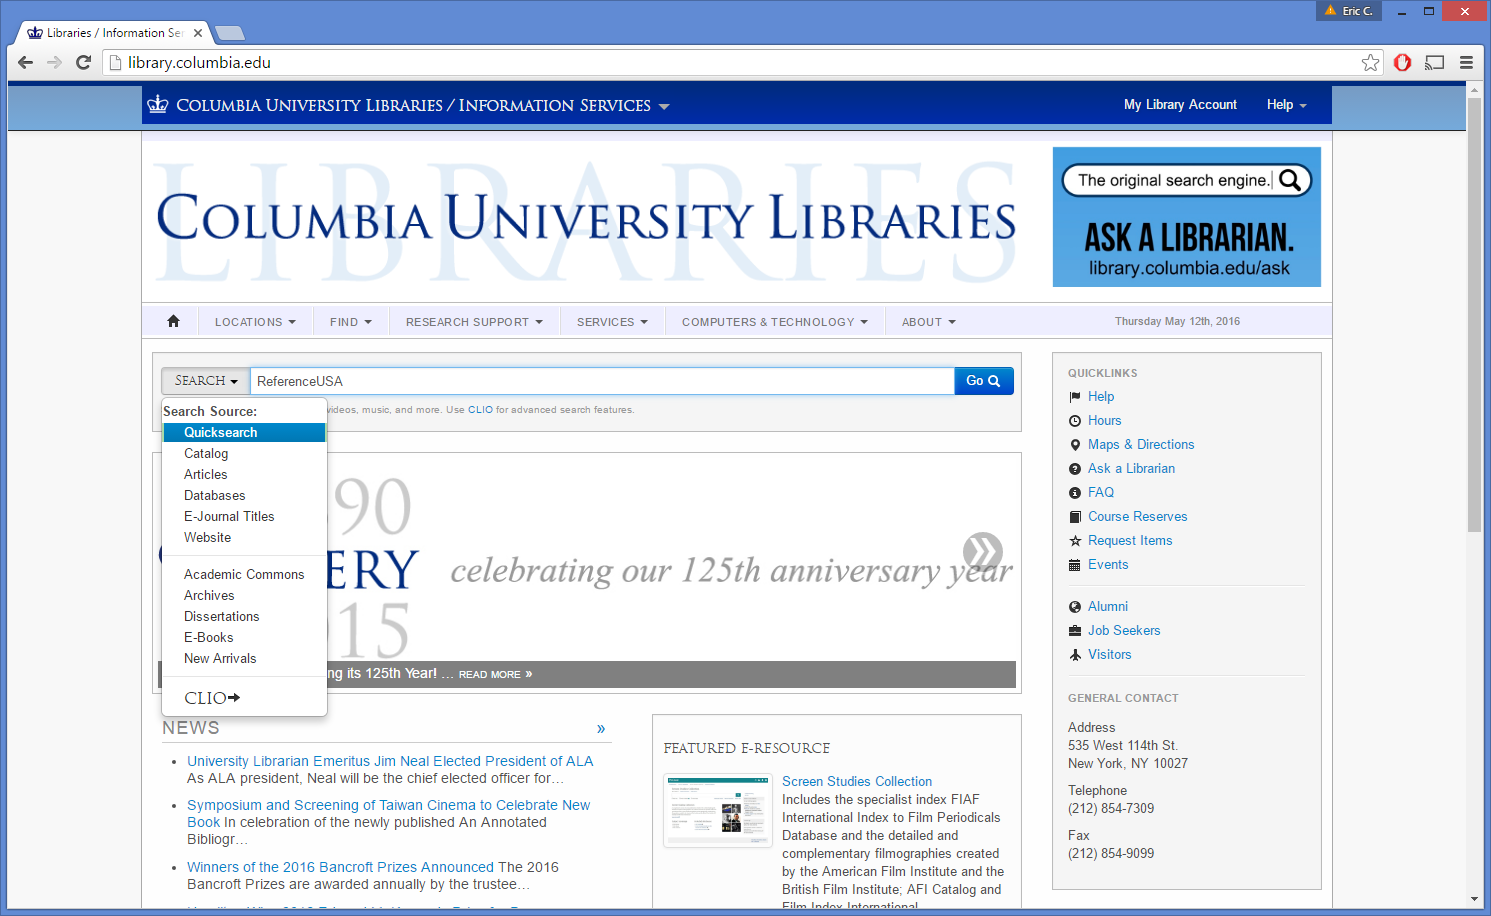 Eric C.
Libraries / Information Ser
library.columbia.edu
COLUMBIA UNIVERSITY LIBRARIES / INFORMATION SERVICES
My Library Account
Help
LIBRARIES
COLUMBIA UNIVERSITY LIBRARIES
The original search engine.
ASK A LIBRARIAN.
library.columbia.edu/ask
LOCATIONS
FIND
RESEARCH SUPPORT
SERVICES
COMPUTERS & TECHNOLOGY
ABOUT
Thursday May 12th, 2016
SEARCH
ReferenceUSA
Go
videos, music, and more. Use CLIO for advanced search features.
Search Source:
Quicksearch
Catalog
Articles
Databases
E-Journal Titles
Website
Academic Commons
Archives
Dissertations
E-Books
New Arrivals
CLIO
90
ERY
15
celebrating our 125th anniversary year
ng its 125th Year! ... READ MORE »
NEWS
»
University Librarian Emeritus Jim Neal Elected President of ALA
As ALA president, Neal will be the chief elected officer for...
Symposium and Screening of Taiwan Cinema to Celebrate New
Book In celebration of the newly published An Annotated
Bibliogr...
Winners of the 2016 Bancroft Prizes Announced The 2016
Bancroft Prizes are awarded annually by the trustee...
FEATURED E-RESOURCE
Screen Studies Collection
Includes the specialist index FIAF
International Index to Film Periodicals
Database and the detailed and
complementary filmographies created
by the American Film Institute and the
British Film Institute; AFI Catalog and
Film Index International
QUICKLINKS
Help
Hours
Maps & Directions
Ask a Librarian
FAQ
Course Reserves
Request Items
Events
Alumni
Job Seekers
Visitors
GENERAL CONTACT
Address
535 West 114th St.
New York, NY 10027
Telephone
(212) 854-7309
Fax
(212) 854-9099